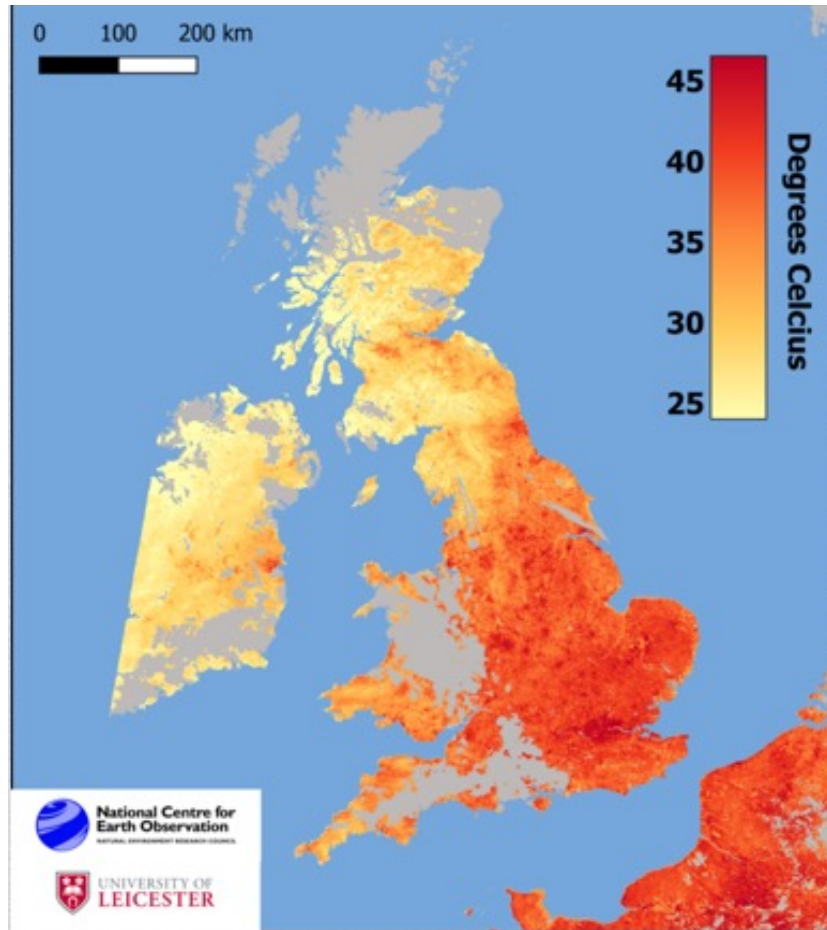 0 100 200 km
45
40
35
30
25
Degrees Celcius
National Centre for
Earth Observation
NATURAL ENVIRONMENT RESEARCH COUNCIL
UNIVERSITY OF
LEICESTER